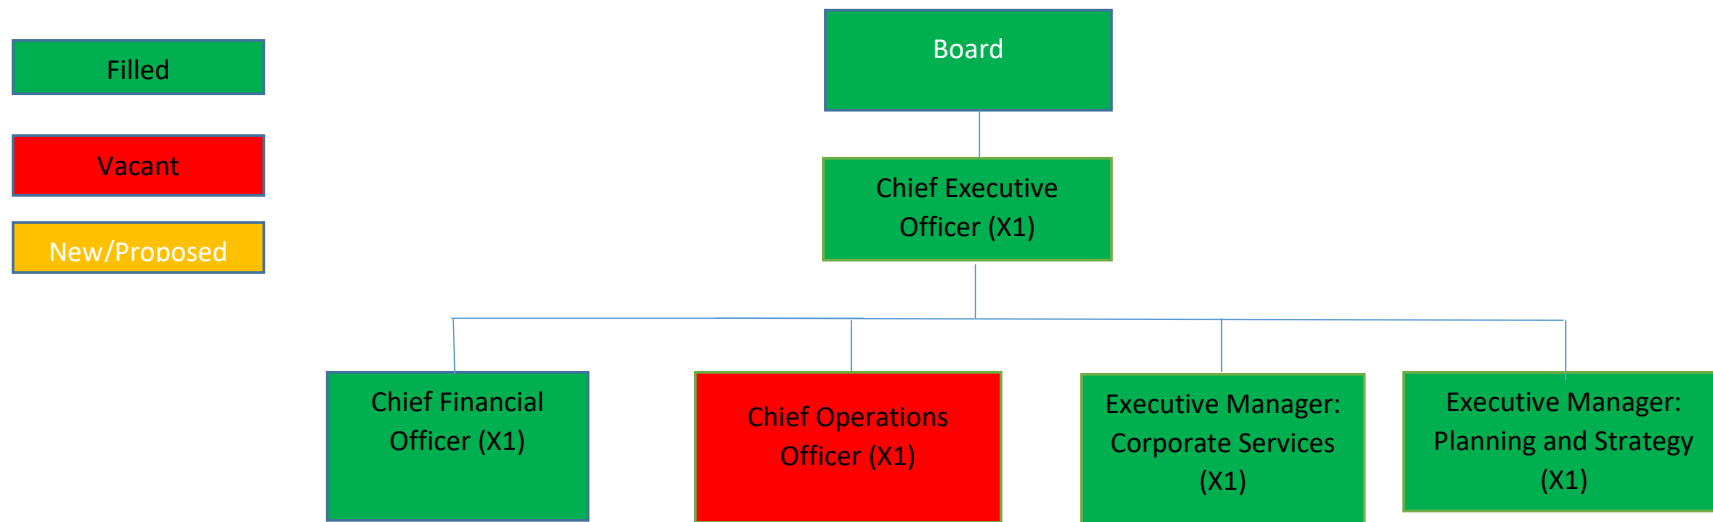 Filled
Vacant
New/Proposed
Board
Chief Executive
Officer (X1)
Chief Financial
Officer (X1)
Chief Operations
Officer (X1)
Executive Manager:
Corporate Services
(X1)
Executive Manager:
Planning and Strategy
(X1)